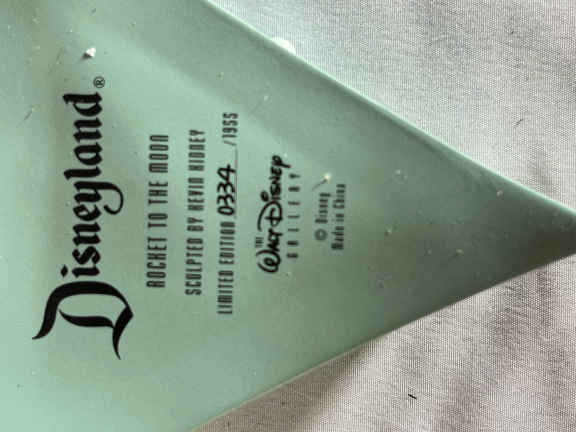 Disneyland®
ROCKET TO THE MOON
SCULPTED BY KEVIN KIDNEY
LIMITED EDITION 0334/1955
THE
Walt Disney
GALLERY
© Disney
Made in China